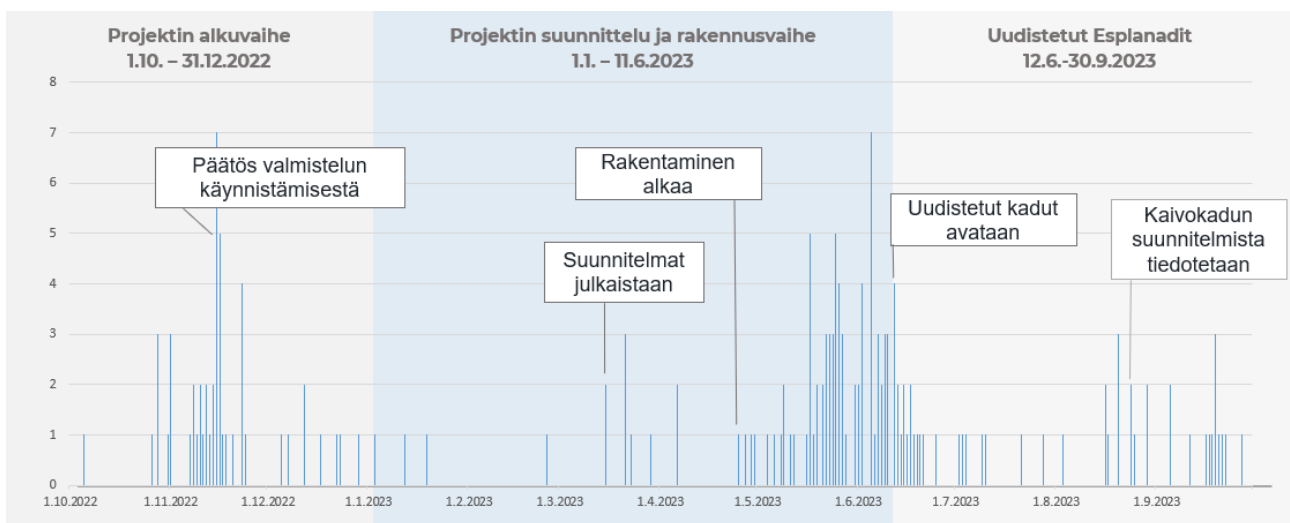 Projektin alkuvaihe
1.10. – 31.12.2022
Projektin suunnittelu ja rakennusvaihe
1.1. – 11.6.2023
Uudistetut Esplanadit
12.6.-30.9.2023
8
7
6
5
4
3
2
1
0
Päätös valmistelun
käynnistämisestä
Suunnitelmat
julkaistaan
Rakentaminen
alkaa
Uudistetut kadut
avataan
Kaivokadun
suunnitelmista
tiedotetaan
1.10.2022
1.11.2022
1.12.2022
1.1.2023
1.2.2023
1.3.2023
1.4.2023
1.5.2023
1.6.2023
1.7.2023
1.8.2023
1.9.2023